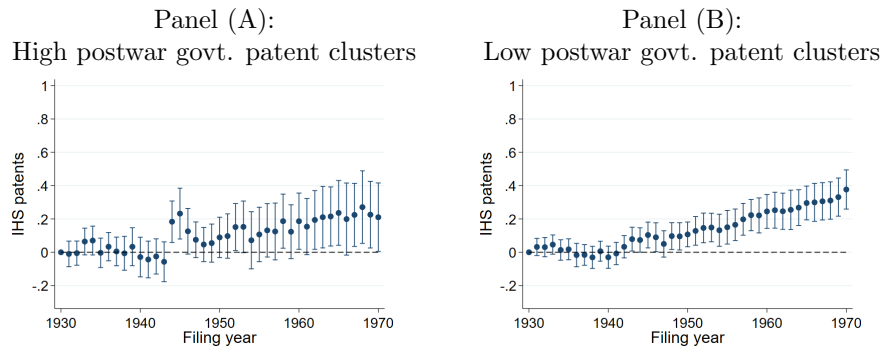 Panel (A):
High postwar govt. patent clusters
1
.8
.6
.4
.2
0
-.2
IHS patents
1930 1940 1950 1960 1970
Filing year
Panel (B):
Low postwar govt. patent clusters
1
.8
.6
.4
.2
0
-.2
IHS patents
1930 1940 1950 1960 1970
Filing year